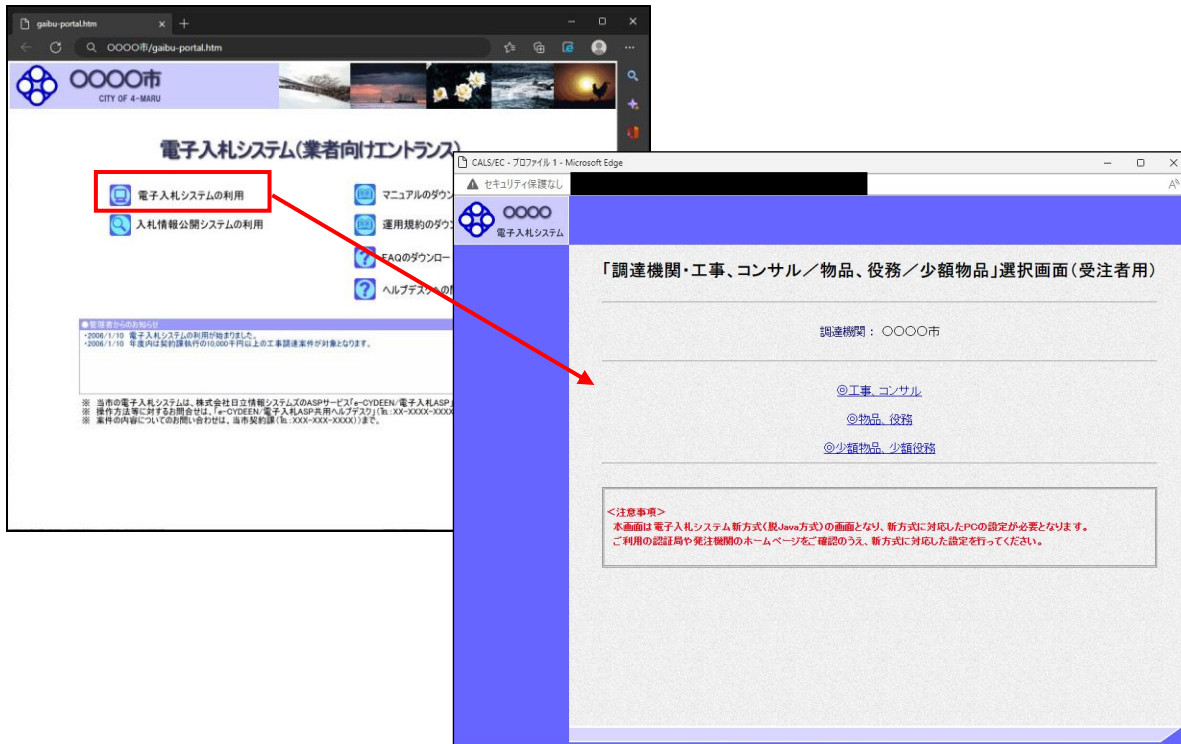 gaibu-portal.htm
〇〇〇〇市/gaibu-portal.htm
〇〇〇〇市
CITY OF 4-MARU
電子入札システム(業者向けエントランス)
電子入札システムの利用
マニュアルのダウン
入札情報公開システムの利用
運用規約のダウン
FAQのダウンロー
ヘルプデスクへの
●管理者からのお知らせ
・2006/1/10 電子入札システムの利用が始まりました。
・2006/1/10 年度内は契約課執行の10,000千円以上の工事調達案件が対象となります。
※ 当市の電子入札システムは、株式会社日立情報システムズのASPサービス「e-CYDEEN/電子入札ASP」
※ 操作方法等に対するお問合せは、「e-CYDEEN/電子入札ASP共用ヘルプデスク」(℡:XX-XXXX-XXXX
※ 案件の内容についてのお問い合わせは、当市契約課(℡:XXX-XXX-XXXX))まで。
CALS/EC - プロファイル 1 - Microsoft Edge
セキュリティ保護なし
〇〇〇〇
電子入札システム
「調達機関・工事、コンサル／物品、役務／少額物品」選択画面(受注者用)
調達機関: 〇〇〇〇市
◎工事、コンサル
◎物品、役務
◎少額物品、少額役務
<注意事項>
本画面は電子入札システム新方式(脱Java方式)の画面となり、新方式に対応したPCの設定が必要となります。
ご利用の認証局や発注機関のホームページをご確認のうえ、新方式に対応した設定を行ってください。